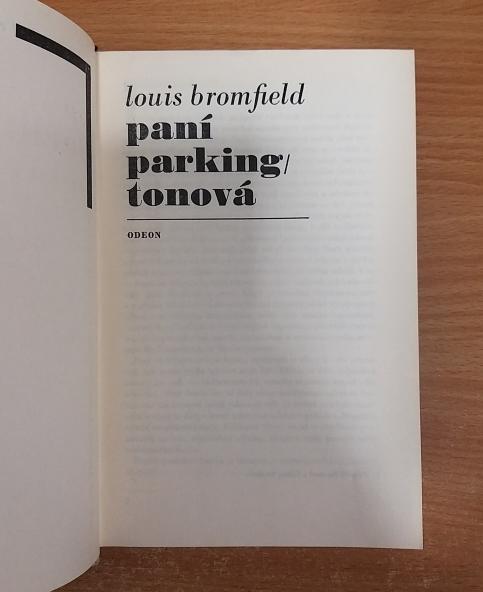 louis bromfield
paní
parking/
tonová
ODEON